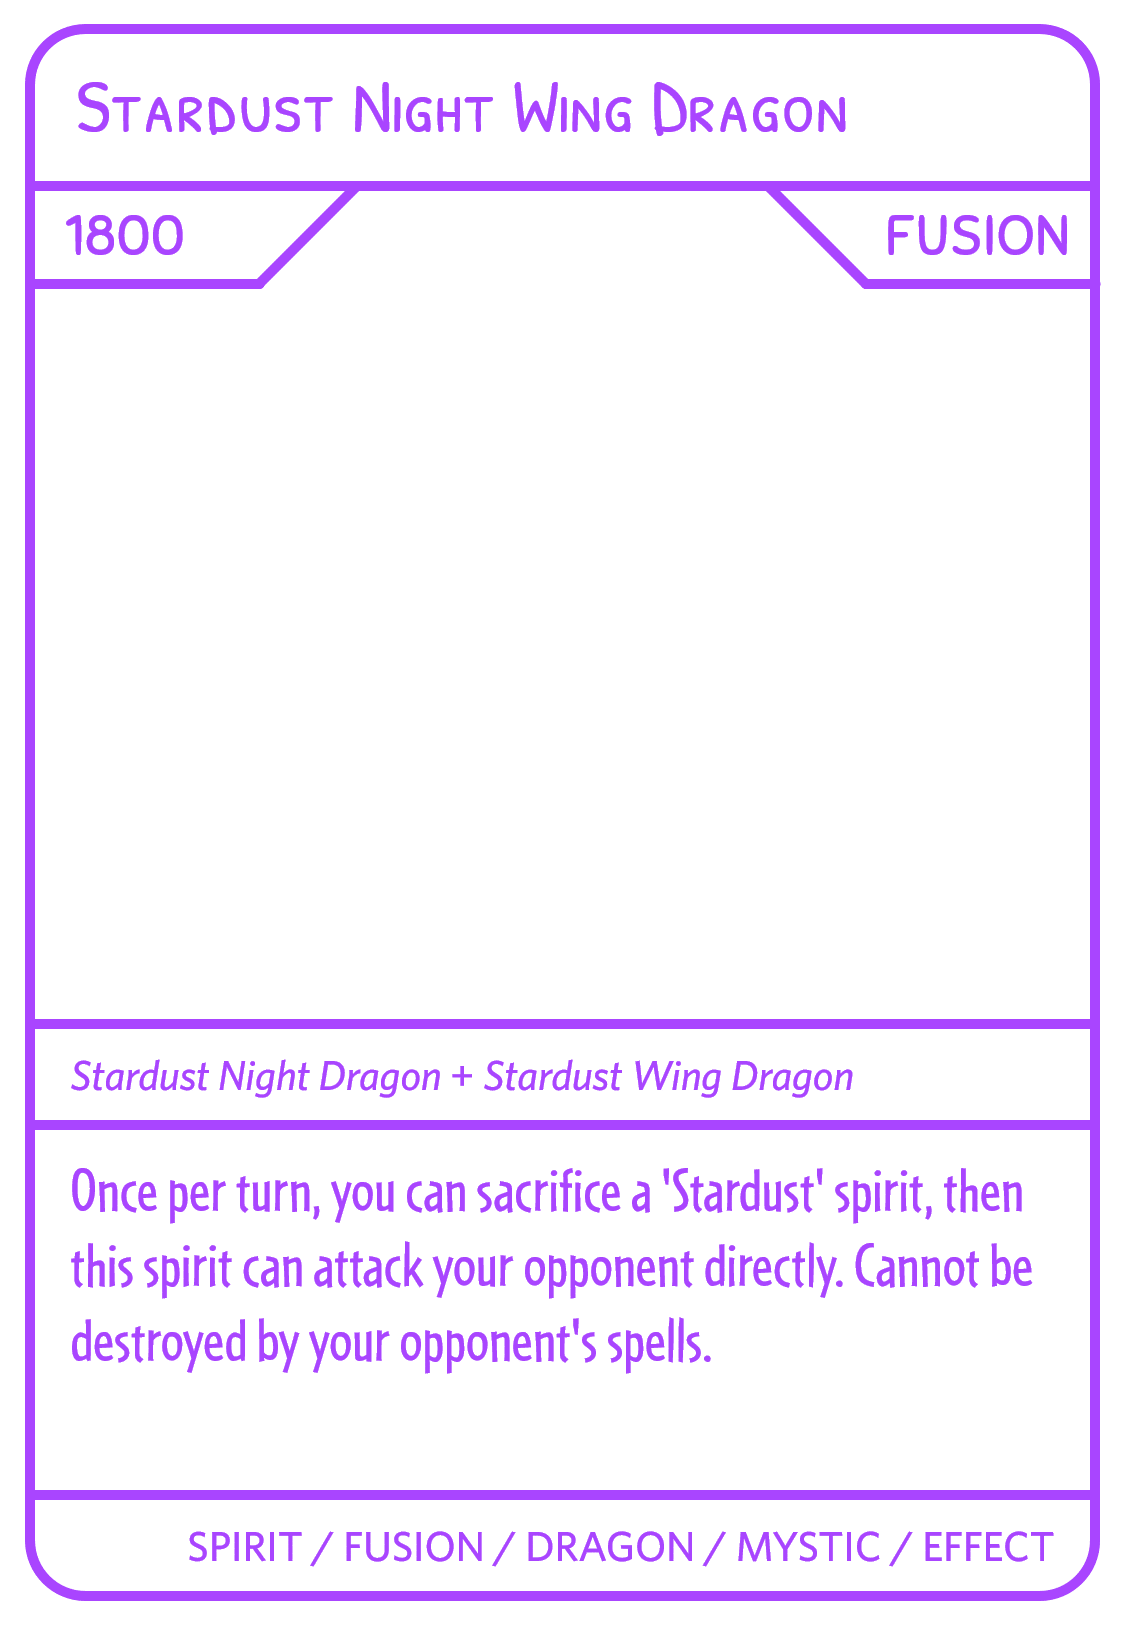 Stardust Night Wing Dragon
1800
FUSION
Stardust Night Dragon + Stardust Wing Dragon
Once per turn, you can sacrifice a 'Stardust' spirit, then
this spirit can attack your opponent directly. Cannot be
destroyed by your opponent's spells.
SPIRIT / FUSION / DRAGON / MYSTIC / EFFECT